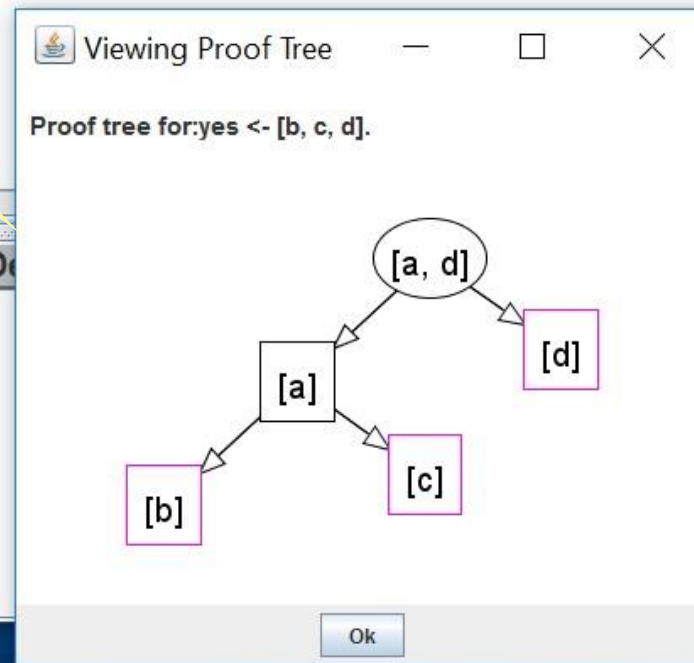 Viewing Proof Tree
Proof tree for:yes <- [b, c, d].
[a, d]
[d]
[a]
[c]
[b]
Ok